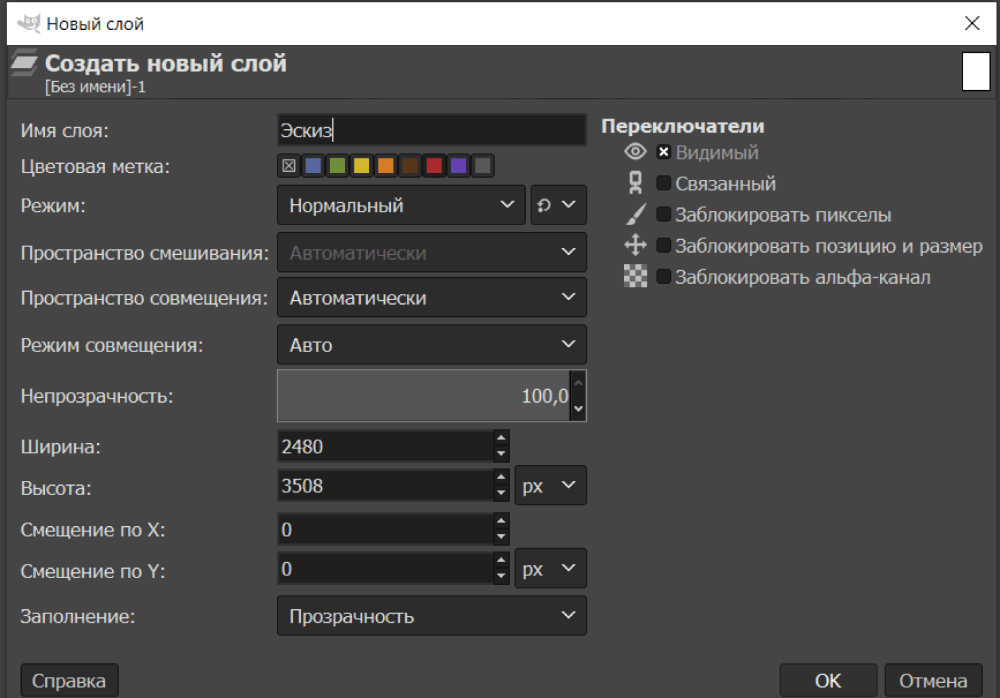 Новый слой
Создать новый слой
[Без имени]-1
Имя слоя: Эскиз
Цветовая метка:
Режим: Нормальный
Пространство смешивания: Автоматически
Пространство совмещения: Автоматически
Режим совмещения: Авто
Непрозрачность: 100,0
Ширина: 2480
Высота: 3508 px
Смещение по X: 0
Смещение по Y: 0 px
Заполнение: Прозрачность
Переключатели
Видимый
Связанный
Заблокировать пикселы
Заблокировать позицию и размер
Заблокировать альфа-канал
Справка
OK
Отмена